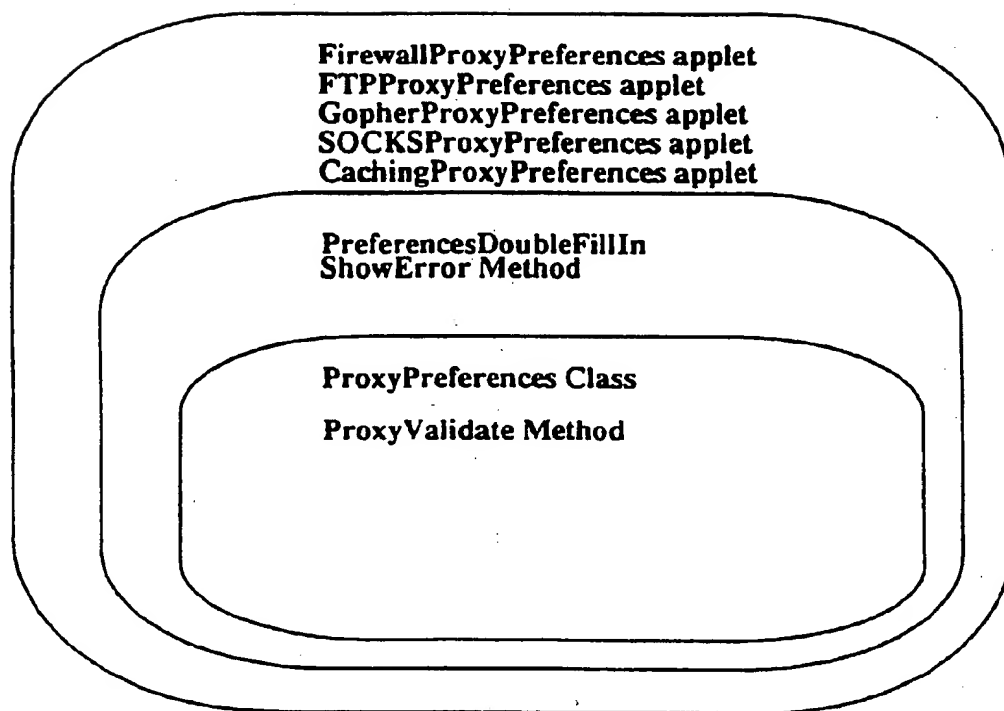 FirewallProxyPreferences applet
FTPProxyPreferences applet
GopherProxyPreferences applet
SOCKSProxyPreferences applet
CachingProxyPreferences applet
PreferencesDoubleFillIn
ShowError Method
ProxyPreferences Class
ProxyValidate Method